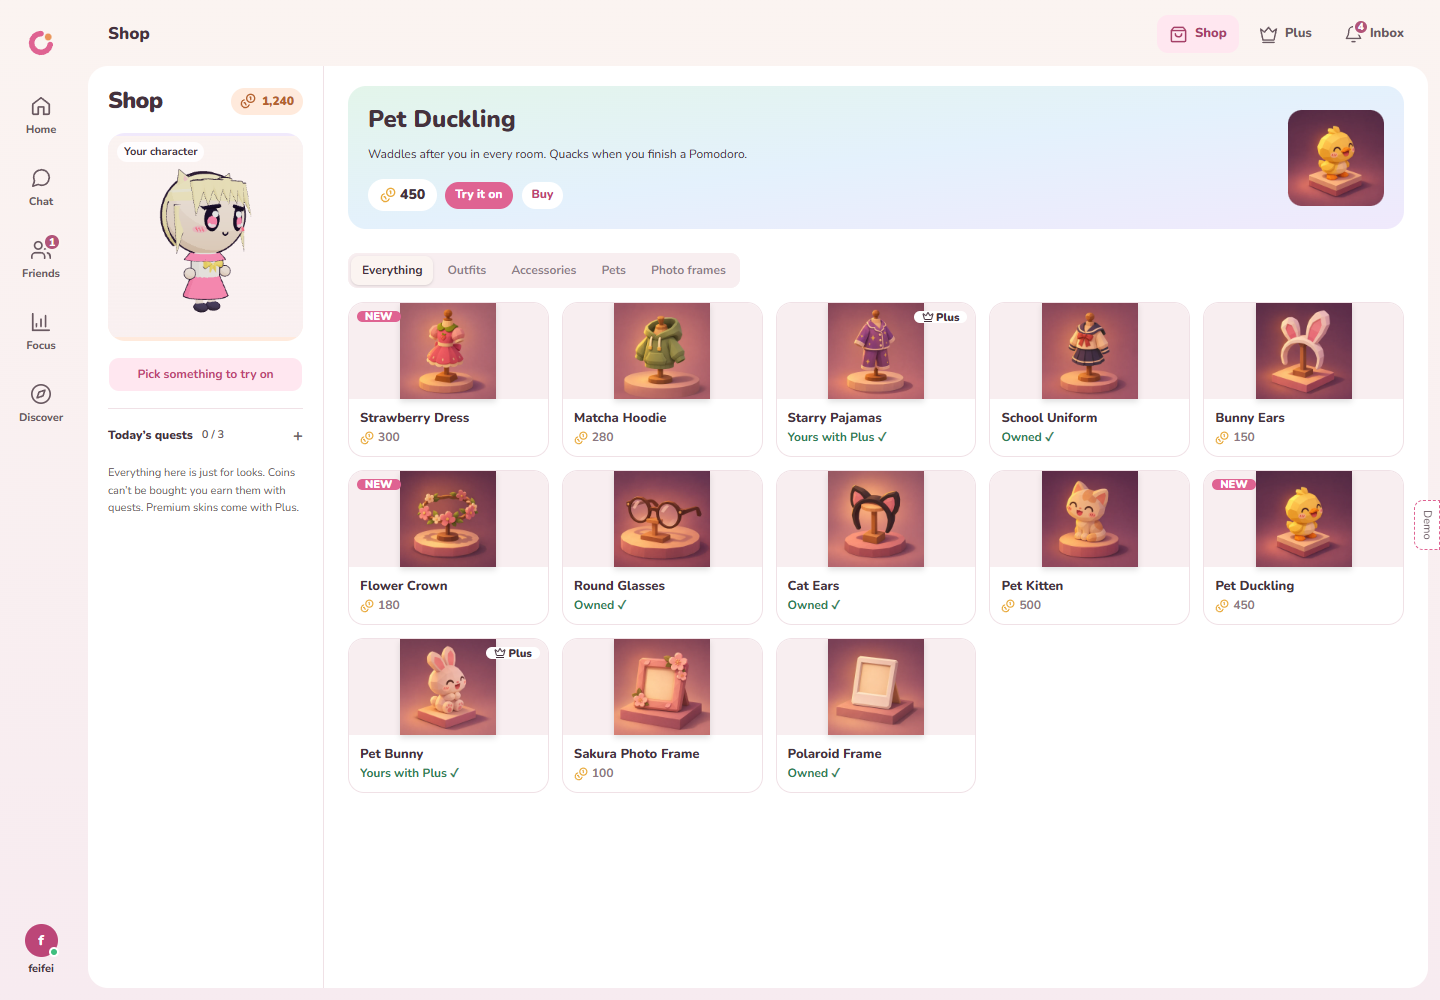 Shop
Shop
Plus
4
Inbox
Home
Chat
1
Friends
Focus
Discover
f
feifei
Shop
1,240
Your character
Pick something to try on
Today's quests 0 / 3 +
Everything here is just for looks. Coins
can't be bought: you earn them with
quests. Premium skins come with Plus.
Pet Duckling
Waddles after you in every room. Quacks when you finish a Pomodoro.
450
Try it on
Buy
Everything
Outfits
Accessories
Pets
Photo frames
NEW
Strawberry Dress
300
Matcha Hoodie
280
Plus
Starry Pajamas
Yours with Plus ✓
School Uniform
Owned ✓
Bunny Ears
150
NEW
Flower Crown
180
Round Glasses
Owned ✓
Cat Ears
Owned ✓
Pet Kitten
500
NEW
Pet Duckling
450
Plus
Pet Bunny
Yours with Plus ✓
Sakura Photo Frame
100
Polaroid Frame
Owned ✓
Demo